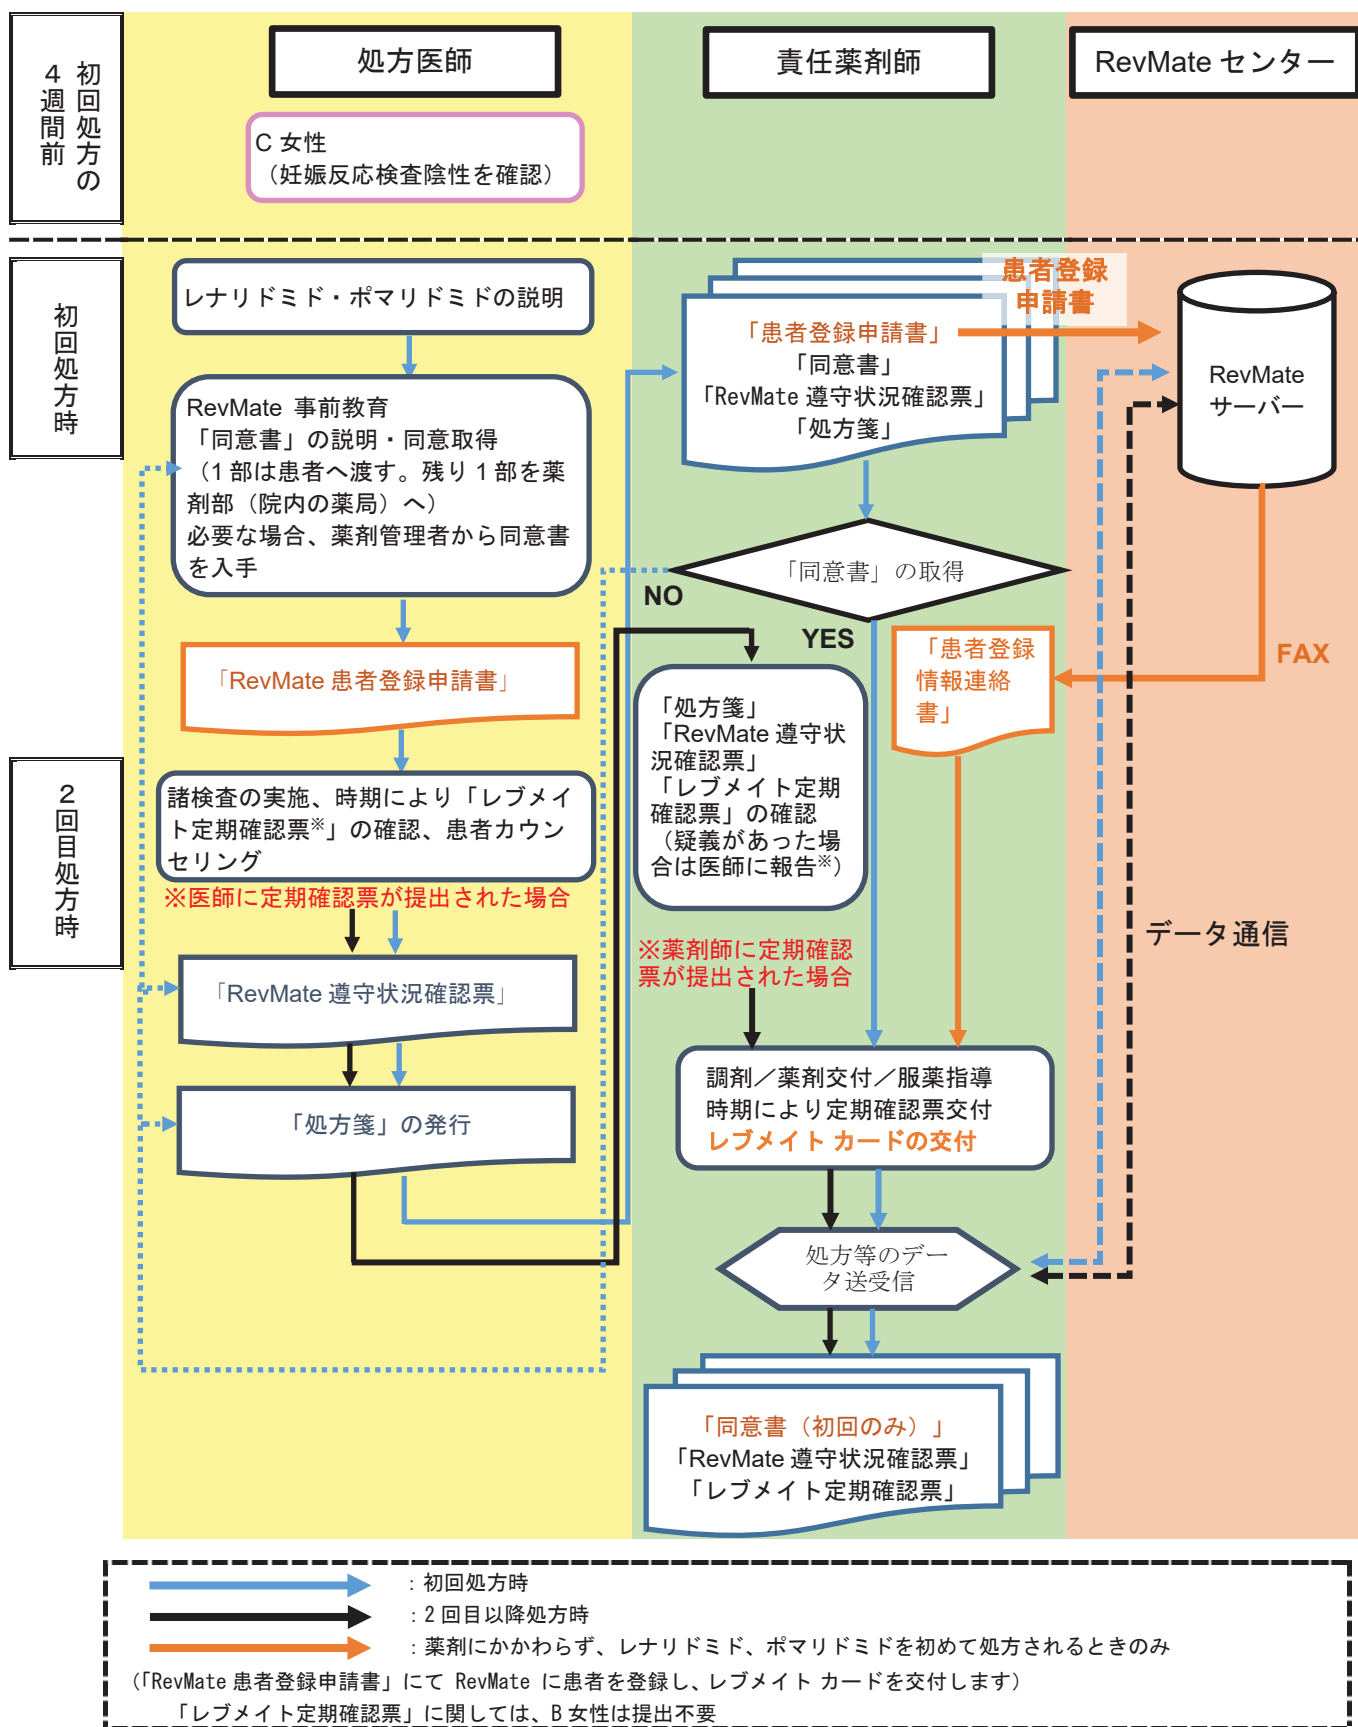 初回処方の
４週間前
処方医師
責任薬剤師
RevMate センター
C 女性
（妊娠反応検査陰性を確認）
初回処方時
レナリドミド・ポマリドミドの説明
RevMate 事前教育
「同意書」の説明・同意取得
（1 部は患者へ渡す。残り 1 部を薬
剤部（院内の薬局）へ）
必要な場合、薬剤管理者から同意書
を入手
「RevMate 患者登録申請書」
患者登録
申請書
「患者登録申請書」
「同意書」
「RevMate 遵守状況確認票」
「処方箋」
RevMate
サーバー
「同意書」の取得
NO
YES
「患者登録
情報連絡
書」
FAX
２回目処方時
諸検査の実施、時期により「レブメイ
ト定期確認票※」の確認、患者カウン
セリング
※医師に定期確認票が提出された場合
「RevMate 遵守状況確認票」
「処方箋」の発行
「処方箋」
「RevMate 遵守状
況確認票」
「レブメイト定期
確認票」の確認
（疑義があった場
合は医師に報告※）
※薬剤師に定期確認
票が提出された場合
データ通信
調剤／薬剤交付／服薬指導
時期により定期確認票交付
レブメイト カードの交付
処方等のデー
タ送受信
「同意書（初回のみ）」
「RevMate 遵守状況確認票」
「レブメイト定期確認票」
：初回処方時
：2 回目以降処方時
：薬剤にかかわらず、レナリドミド、ポマリドミドを初めて処方されるときのみ
（「RevMate 患者登録申請書」にて RevMate に患者を登録し、レブメイト カードを交付します）
「レブメイト定期確認票」に関しては、B 女性は提出不要